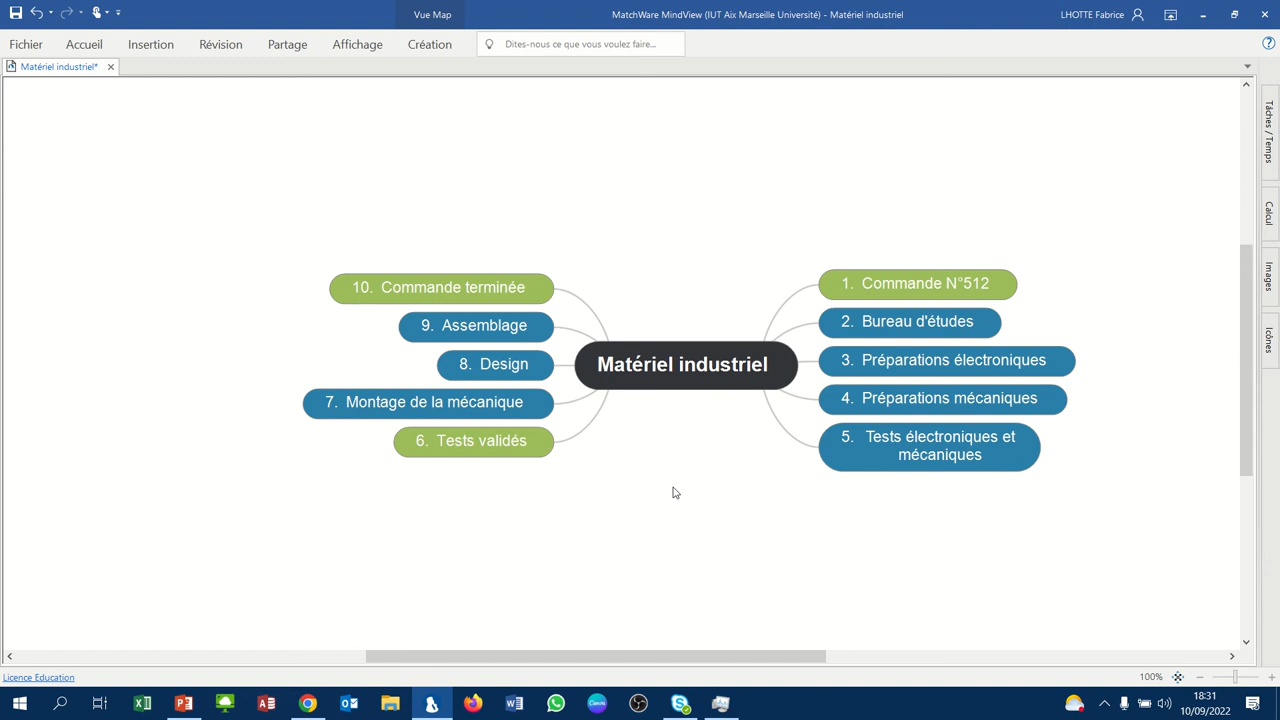 Vue Map
MatchWare MindView (IUT Aix Marseille Université) - Matériel industriel
LHOTTE Fabrice
Fichier
Accueil
Insertion
Révision
Partage
Affichage
Création
Dites-nous ce que vous voulez faire...
Matériel industriel*
10. Commande terminée
9. Assemblage
8. Design
7. Montage de la mécanique
6. Tests validés
Matériel industriel
1. Commande N°512
2. Bureau d'études
3. Préparations électroniques
4. Préparations mécaniques
5. Tests électroniques et
mécaniques
Tâches / Temps
Calcul
Images
Icônes
Licence Education
100%
Canva
18:31
10/09/2022